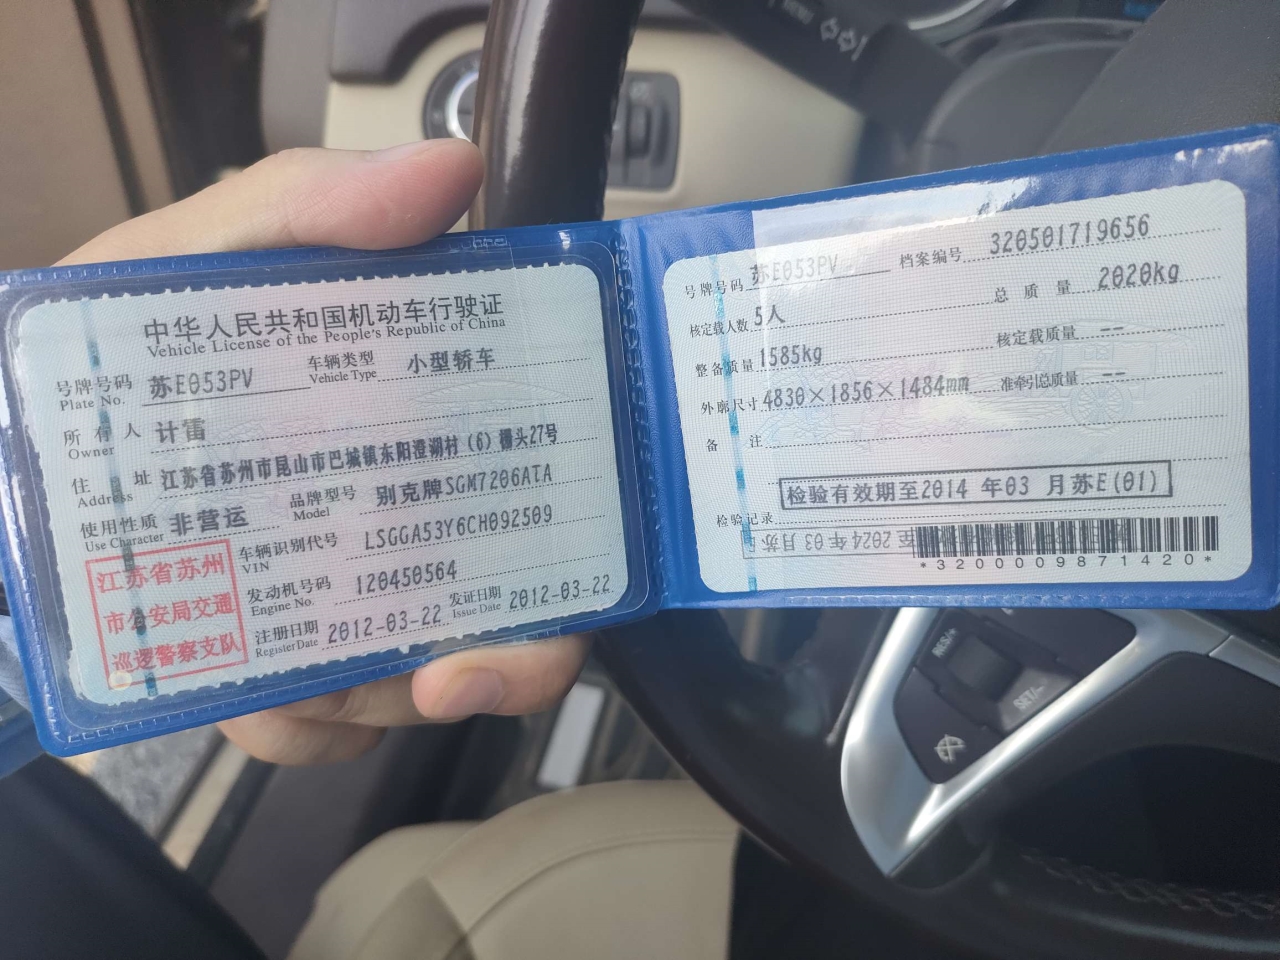 中华人民共和国机动车行驶证
Vehicle License of the People's Republic of China
号牌号码 苏E053PV 车辆类型 小型轿车
Plate No. Vehicle Type
所有人 计雷
Owner
住址 江苏省苏州市昆山市巴城镇东阳澄湖村(6)栅头27号
Address
使用性质 非营运 品牌型号 别克牌SGM7206ATA
Use Character Model
车辆识别代号 LSGGA53Y6CH092509
VIN
发动机号码 120450564
Engine No.
注册日期 2012-03-22 发证日期 2012-03-22
Register Date Issue Date
江苏省苏州
市公安局交通
巡逻警察支队
号牌号码 苏E053PV 档案编号 320501719656
核定载人数 5人 总质量 2020kg
整备质量 1585kg 核定载质量 --
外廓尺寸 4830×1856×1484mm 准牵引总质量 --
备注
检验有效期至2014 年03 月苏E(01)
检验记录
至2024 年 03 月苏
*3200009871420*
RES/+
SET/-